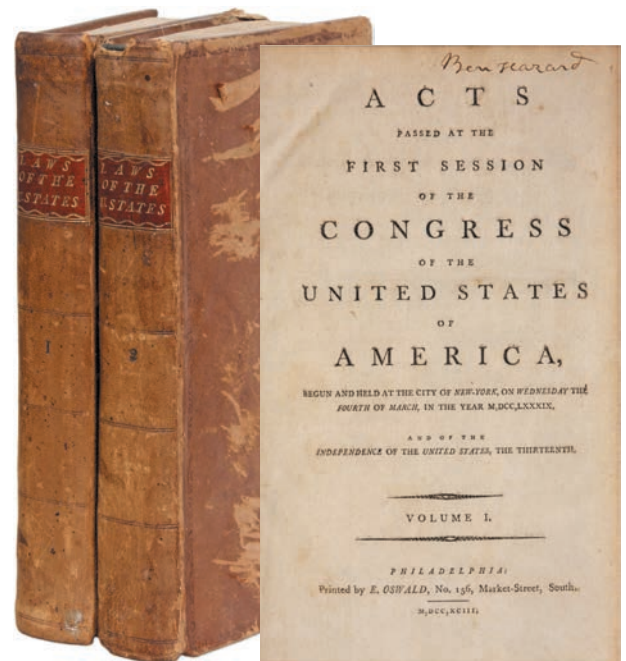 LAWS
OF THE
U.STATES
1
LAWS
OF THE
U.STATES
2
Ben Hazard
ACTS
PASSED AT THE
FIRST SESSION
OF THE
CONGRESS
OF THE
UNITED STATES
OF
AMERICA,
BEGUN AND HELD AT THE CITY OF NEW-YORK, ON WEDNESDAY THE
FOURTH OF MARCH, IN THE YEAR M,DCC,LXXXIX,
AND OF THE
INDEPENDENCE OF THE UNITED STATES, THE THIRTEENTH.
VOLUME I.
PHILADELPHIA:
Printed by E. OSWALD, No. 156, Market-Street, South.
M,DCC,XCIII;